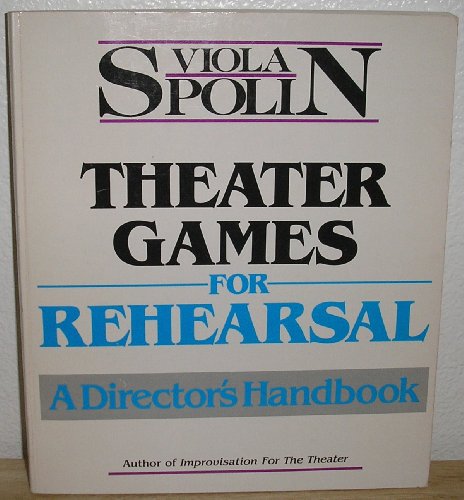 VIOLA
SPOLIN
THEATER
GAMES
FOR
REHEARSAL
A Director's Handbook
Author of Improvisation For The Theater